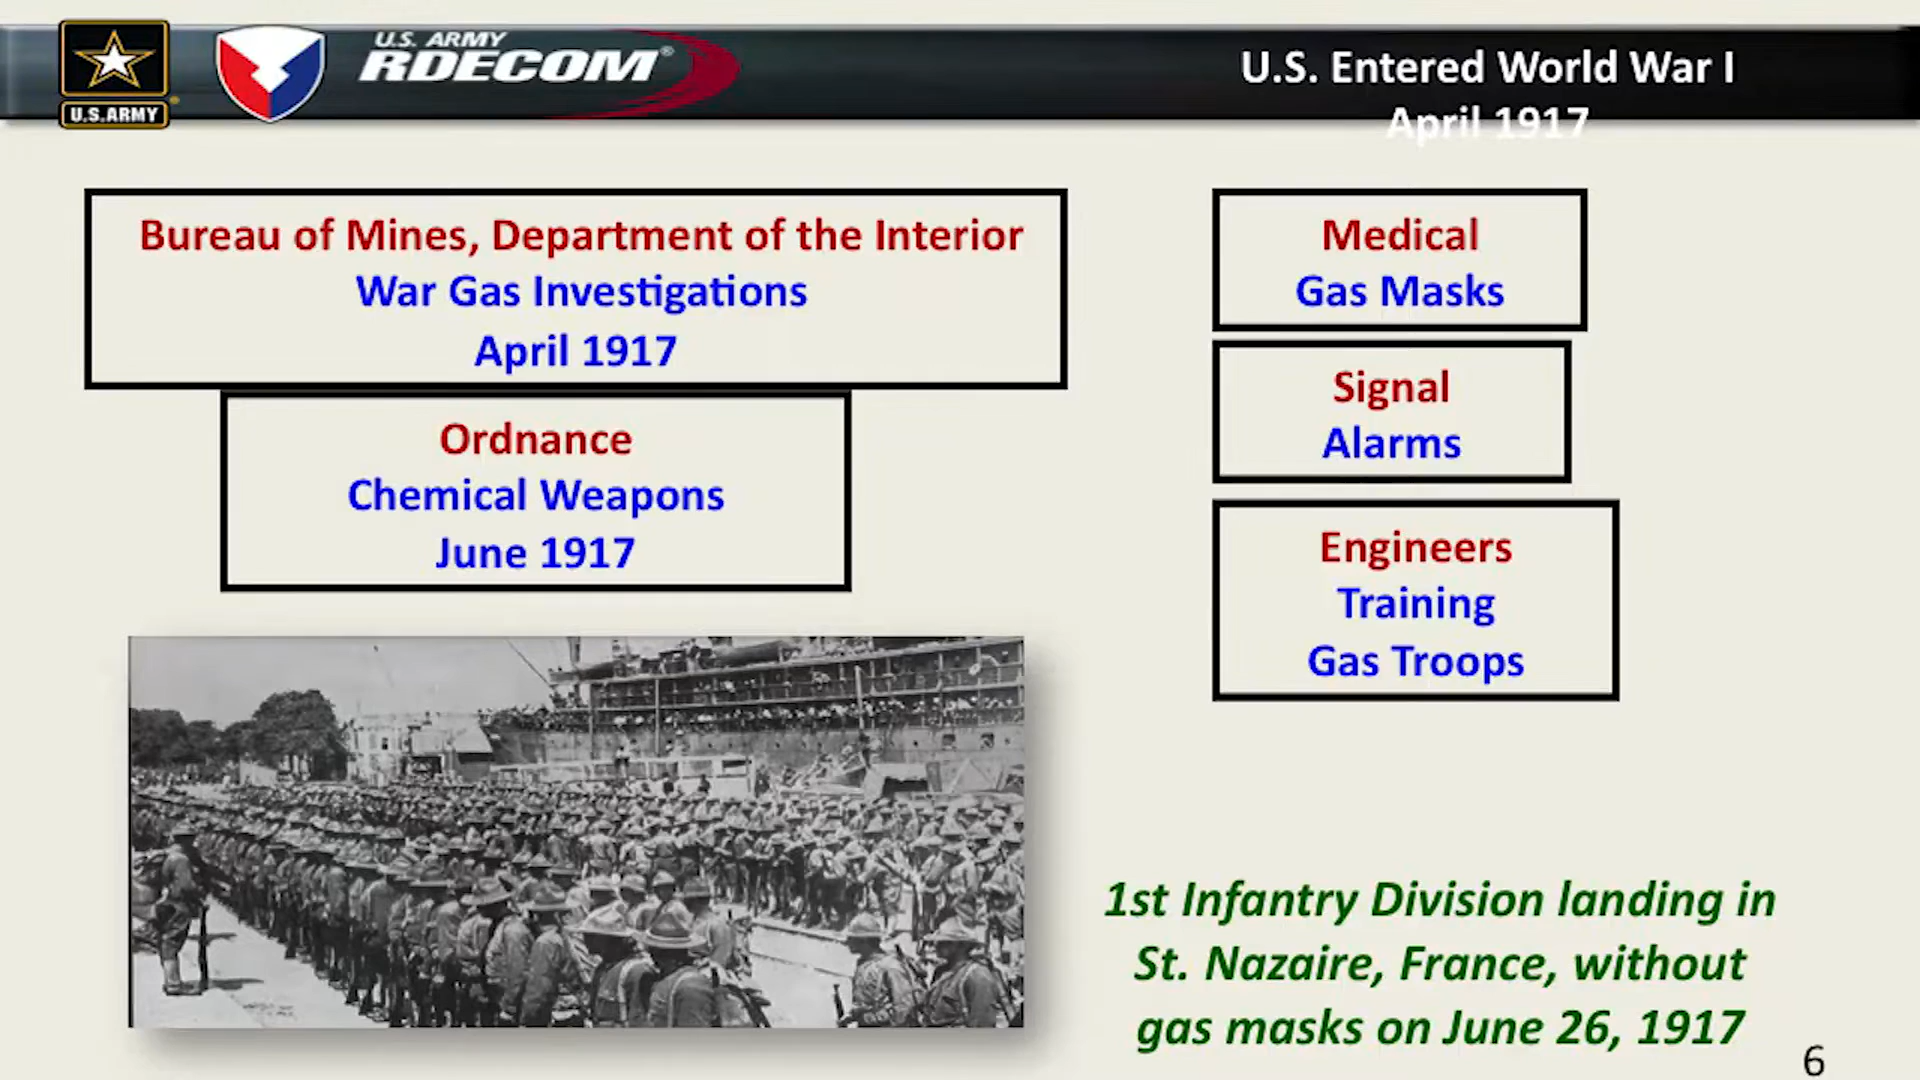 U.S. ARMY
U.S. ARMY
RDECOM®
U.S. Entered World War I
April 1917
Bureau of Mines, Department of the Interior
War Gas Investigations
April 1917
Ordnance
Chemical Weapons
June 1917
Medical
Gas Masks
Signal
Alarms
Engineers
Training
Gas Troops
1st Infantry Division landing in
St. Nazaire, France, without
gas masks on June 26, 1917
6